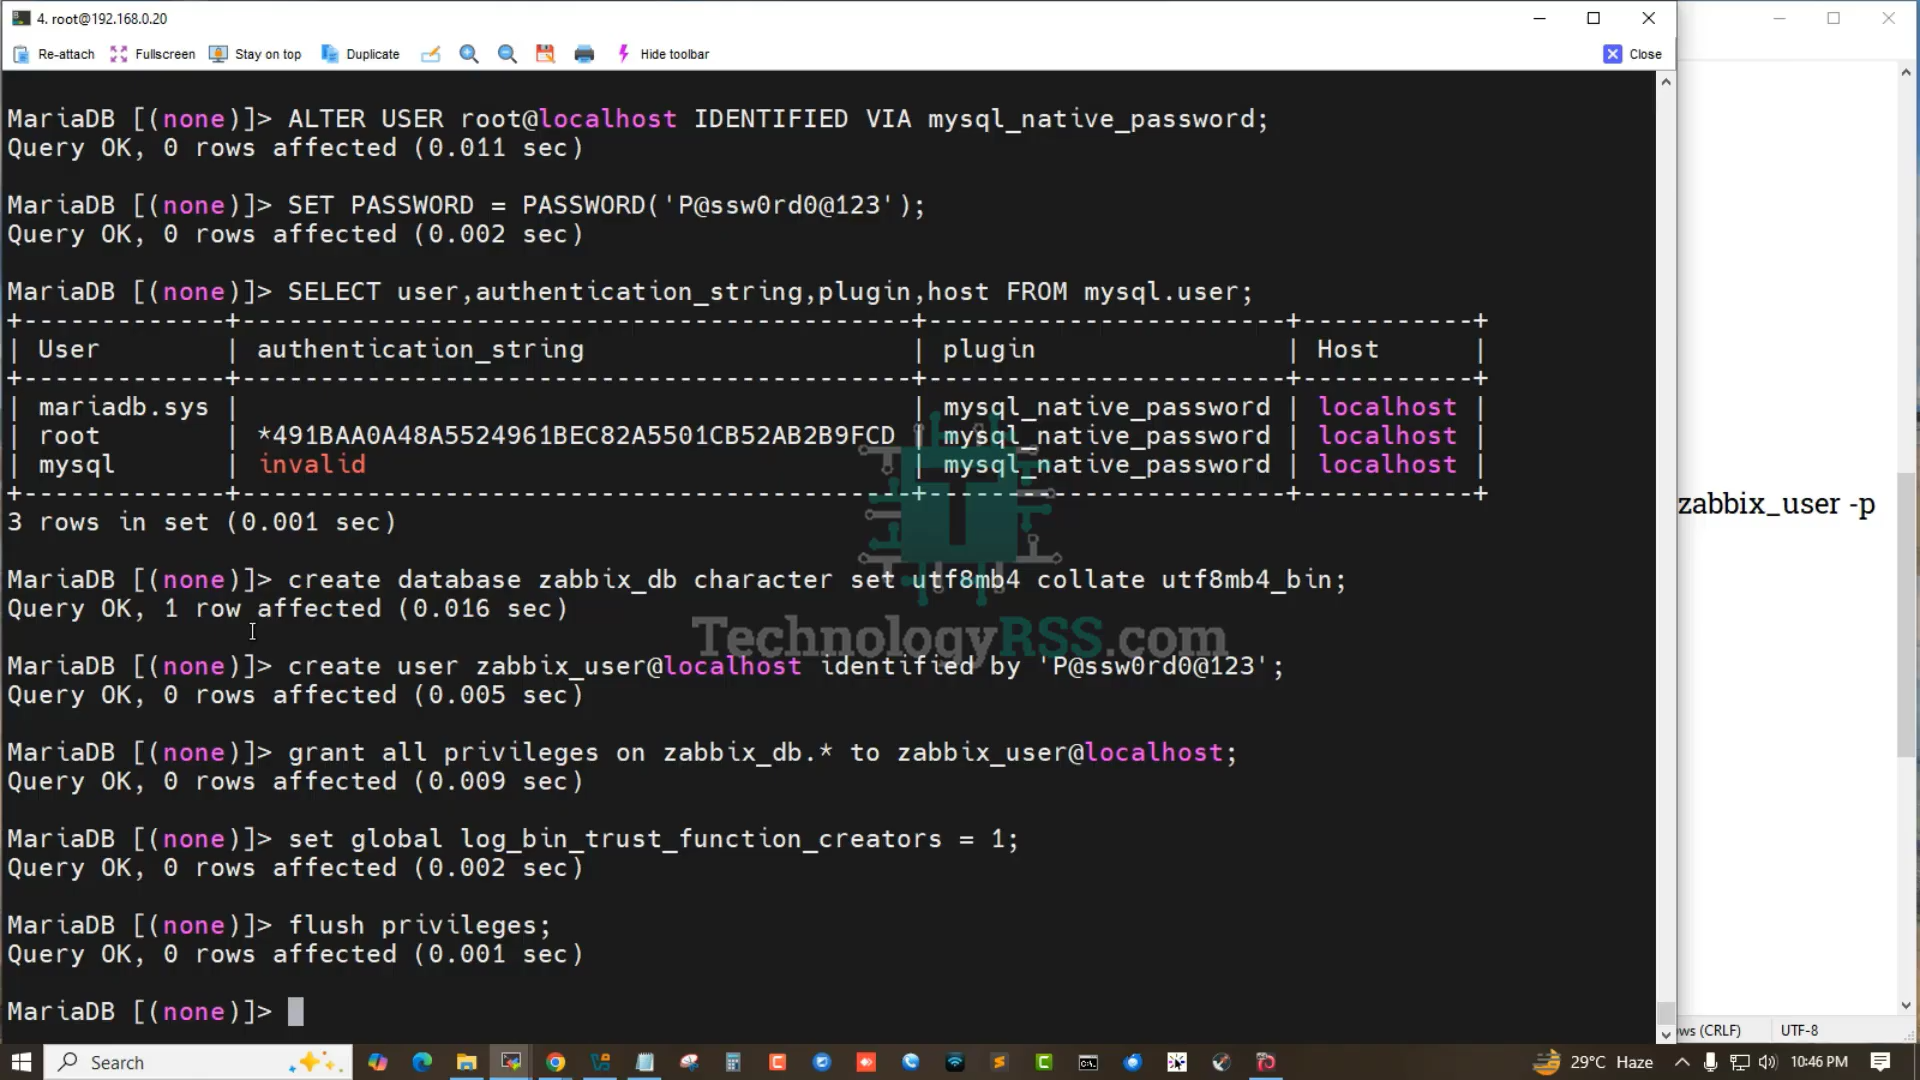 4. root@192.168.0.20
Re-attach Fullscreen Stay on top Duplicate Hide toolbar Close
MariaDB [(none)]> ALTER USER root@localhost IDENTIFIED VIA mysql_native_password;
Query OK, 0 rows affected (0.011 sec)
MariaDB [(none)]> SET PASSWORD = PASSWORD('P@ssw0rd0@123');
Query OK, 0 rows affected (0.002 sec)
MariaDB [(none)]> SELECT user,authentication_string,plugin,host FROM mysql.user;
+-------------+-------------------------------------------+-----------------------+-----------+
| User | authentication_string | plugin | Host |
+-------------+-------------------------------------------+-----------------------+-----------+
| mariadb.sys | | mysql_native_password | localhost |
| root | *491BAA0A48A5524961BEC82A5501CB52AB2B9FCD | mysql_native_password | localhost |
| mysql | invalid | mysql_native_password | localhost |
+-------------+-------------------------------------------+-----------------------+-----------+
zabbix_user -p
3 rows in set (0.001 sec)
MariaDB [(none)]> create database zabbix_db character set utf8mb4 collate utf8mb4_bin;
Query OK, 1 row affected (0.016 sec)
TechnologyRSS.com
MariaDB [(none)]> create user zabbix_user@localhost identified by 'P@ssw0rd0@123';
Query OK, 0 rows affected (0.005 sec)
MariaDB [(none)]> grant all privileges on zabbix_db.* to zabbix_user@localhost;
Query OK, 0 rows affected (0.009 sec)
MariaDB [(none)]> set global log_bin_trust_function_creators = 1;
Query OK, 0 rows affected (0.002 sec)
MariaDB [(none)]> flush privileges;
Query OK, 0 rows affected (0.001 sec)
MariaDB [(none)]>
ws (CRLF) UTF-8
Search 29°C Haze 10:46 PM